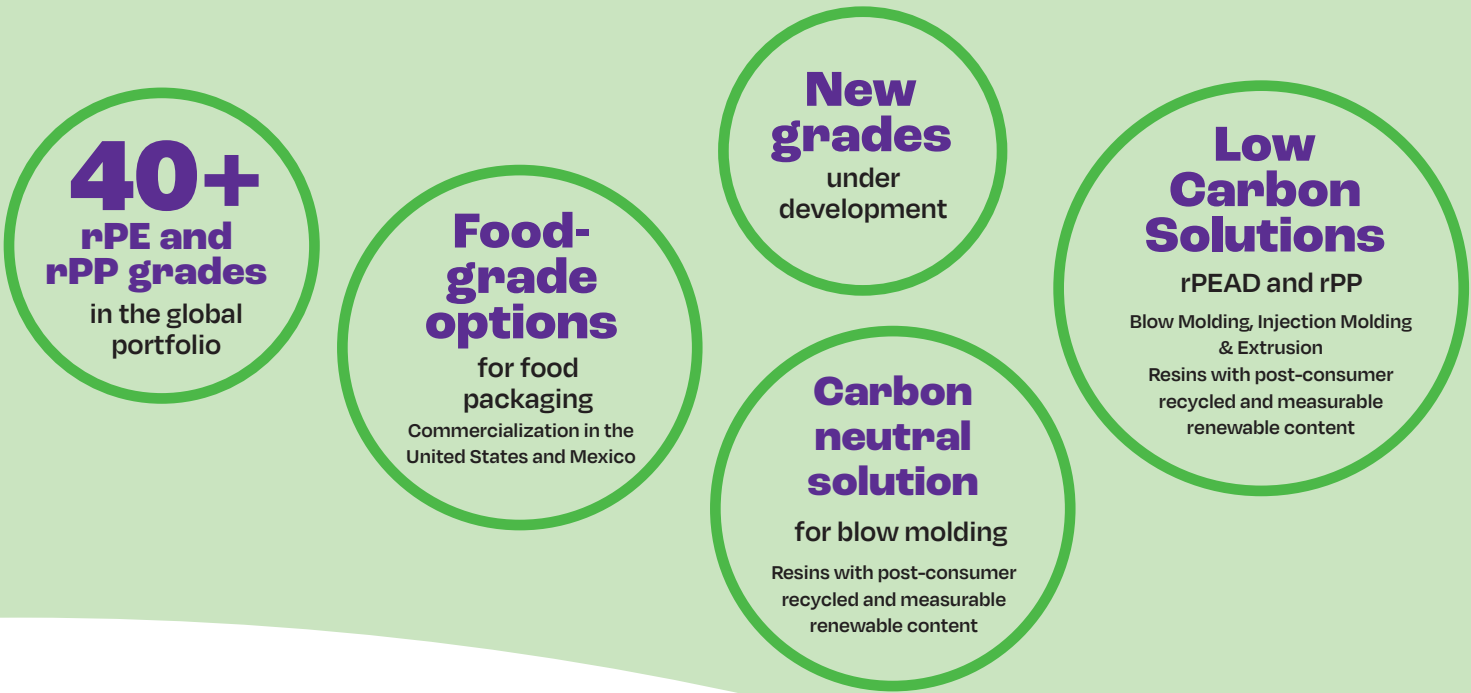 40+
rPE and
rPP grades
in the global
portfolio
Food-
grade
options
for food
packaging
Commercialization in the
United States and Mexico
New
grades
under
development
Carbon
neutral
solution
for blow molding
Resins with post-consumer
recycled and measurable
renewable content
Low
Carbon
Solutions
rPEAD and rPP
Blow Molding, Injection Molding
& Extrusion
Resins with post-consumer
recycled and measurable
renewable content